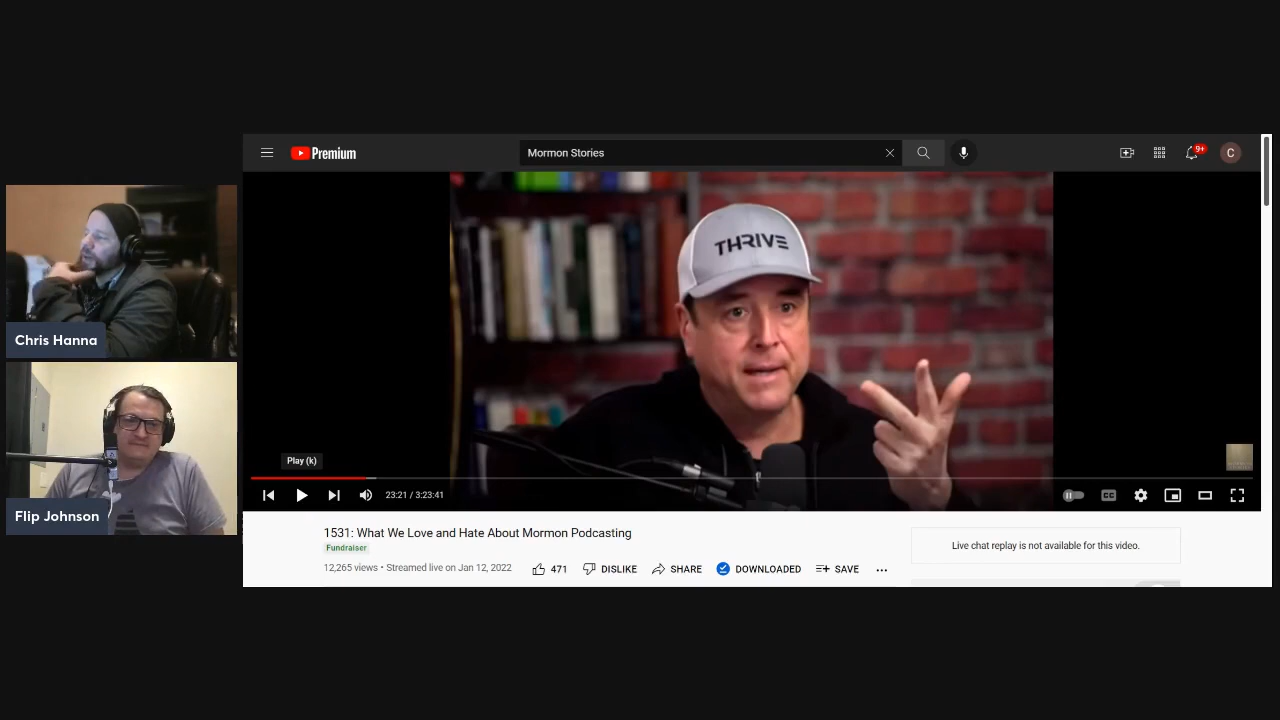 Premium
Mormon Stories
9+
C
THRIVE
Chris Hanna
Flip Johnson
Play (k)
23:21 / 3:23:41
CC
1531: What We Love and Hate About Mormon Podcasting
Fundraiser
12,265 views • Streamed live on Jan 12, 2022
471
DISLIKE
SHARE
DOWNLOADED
SAVE
Live chat replay is not available for this video.